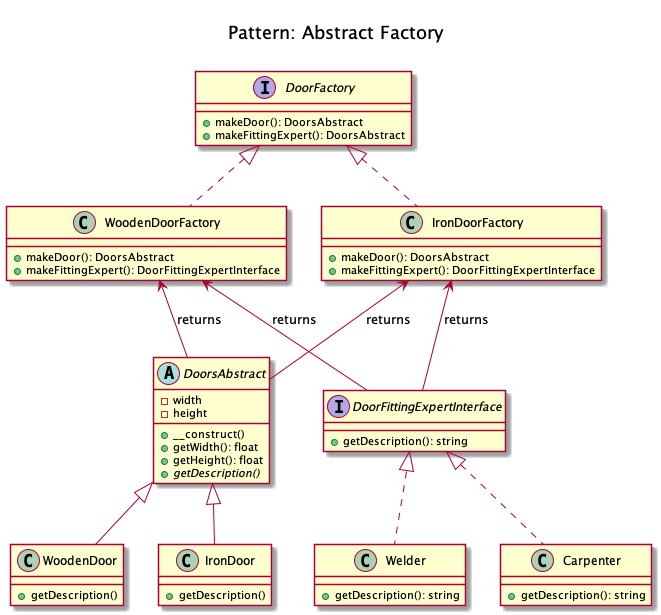 Pattern: Abstract Factory
I DoorFactory
makeDoor(): DoorsAbstract
makeFittingExpert(): DoorsAbstract
C WoodenDoorFactory
makeDoor(): DoorsAbstract
makeFittingExpert(): DoorFittingExpertInterface
C IronDoorFactory
makeDoor(): DoorsAbstract
makeFittingExpert(): DoorFittingExpertInterface
returns
returns
returns
returns
A DoorsAbstract
width
height
__construct()
getWidth(): float
getHeight(): float
getDescription()
I DoorFittingExpertInterface
getDescription(): string
C WoodenDoor
getDescription()
C IronDoor
getDescription()
C Welder
getDescription(): string
C Carpenter
getDescription(): string